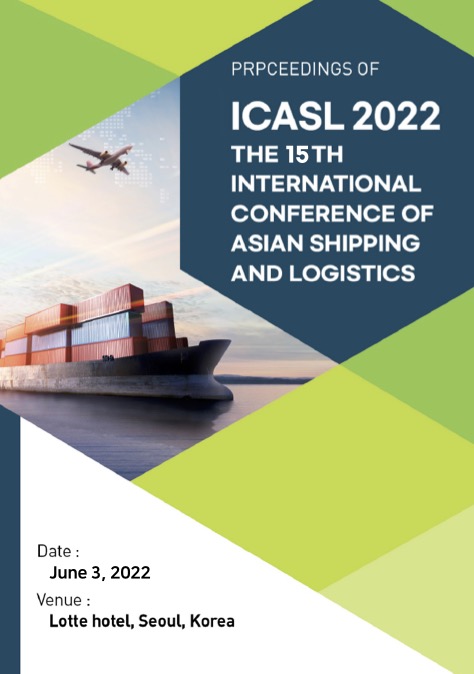 PRPCEEDINGS OF
ICASL 2022
THE 15TH
INTERNATIONAL
CONFERENCE OF
ASIAN SHIPPING
AND LOGISTICS
Date :
June 3, 2022
Venue :
Lotte hotel, Seoul, Korea